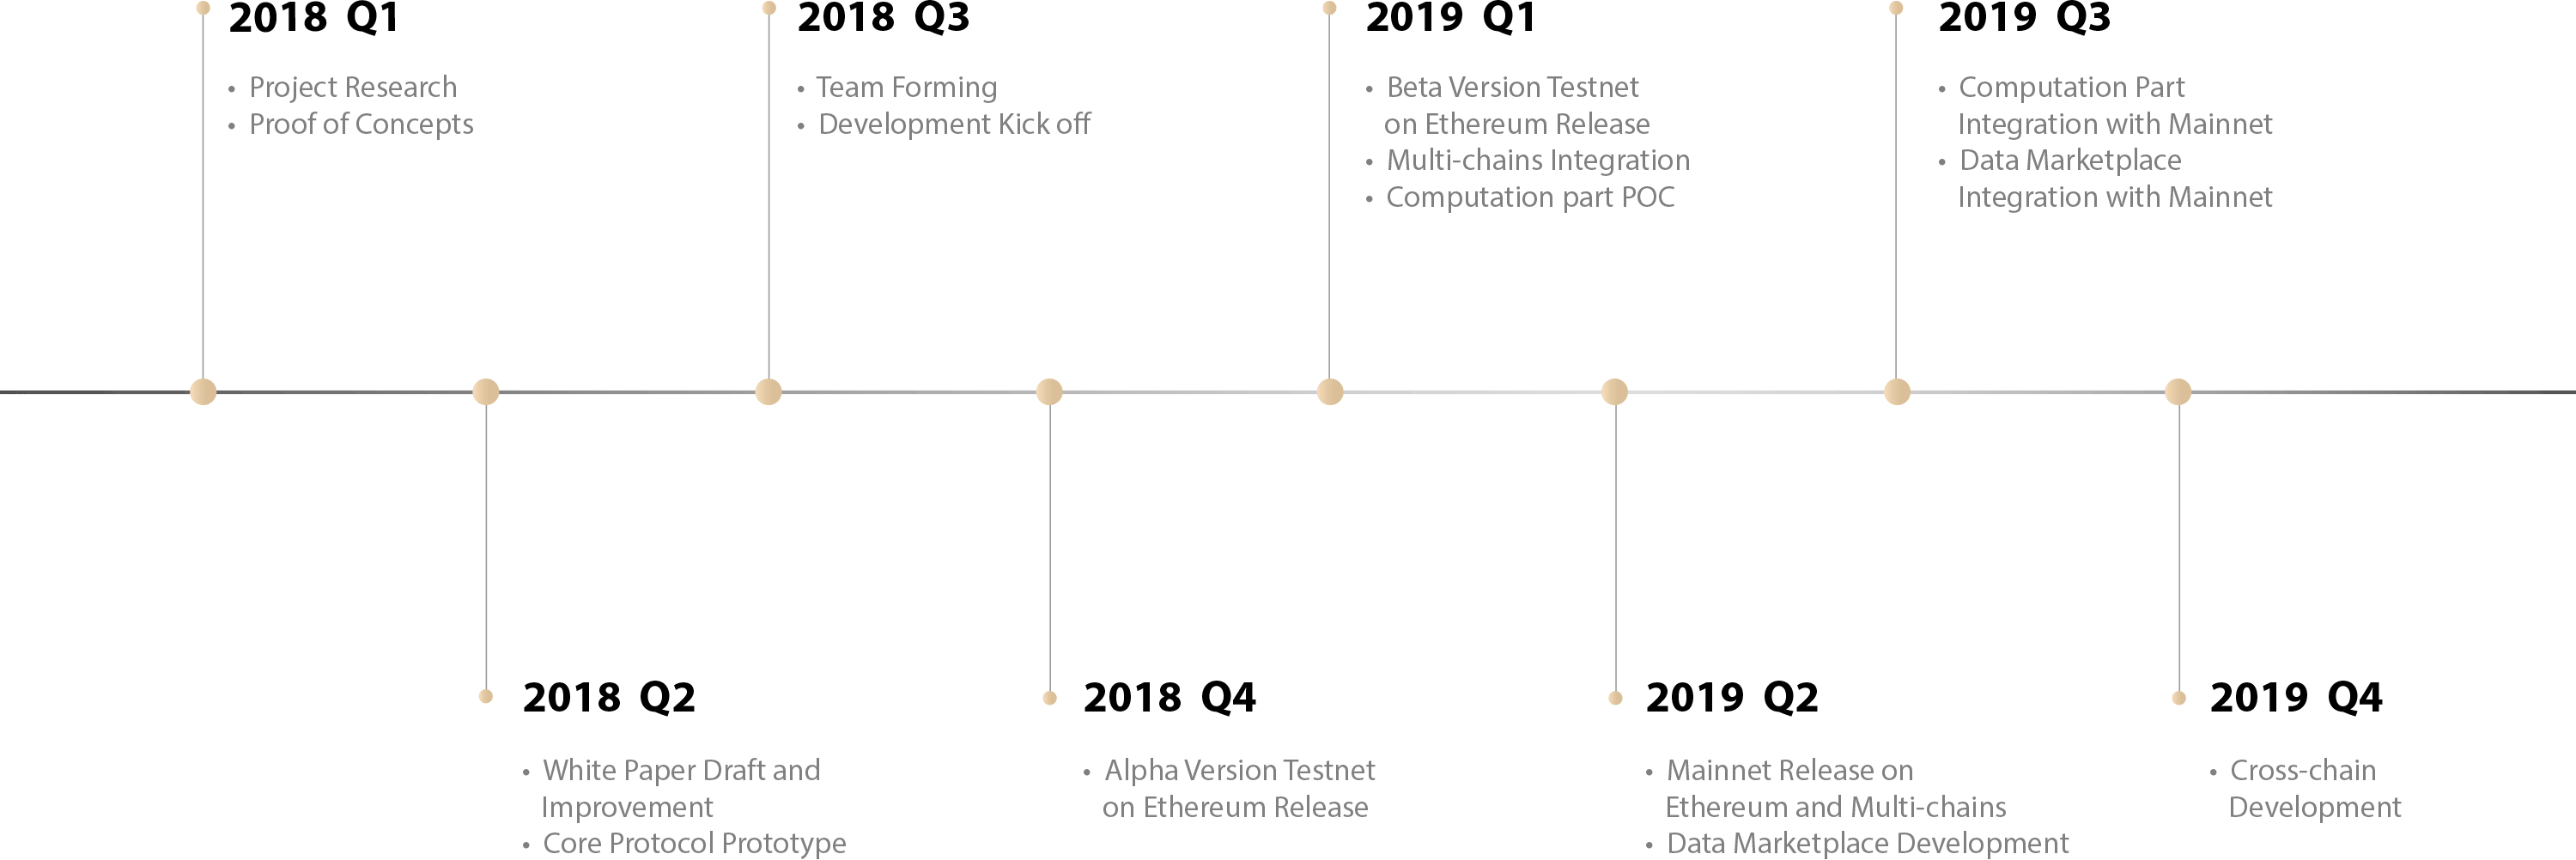 2018 Q1
• Project Research
• Proof of Concepts
2018 Q3
• Team Forming
• Development Kick off
2019 Q1
• Beta Version Testnet
on Ethereum Release
• Multi-chains Integration
• Computation part POC
2019 Q3
• Computation Part
Integration with Mainnet
• Data Marketplace
Integration with Mainnet
2018 Q2
• White Paper Draft and
Improvement
• Core Protocol Prototype
2018 Q4
• Alpha Version Testnet
on Ethereum Release
2019 Q2
• Mainnet Release on
Ethereum and Multi-chains
• Data Marketplace Development
2019 Q4
• Cross-chain
Development